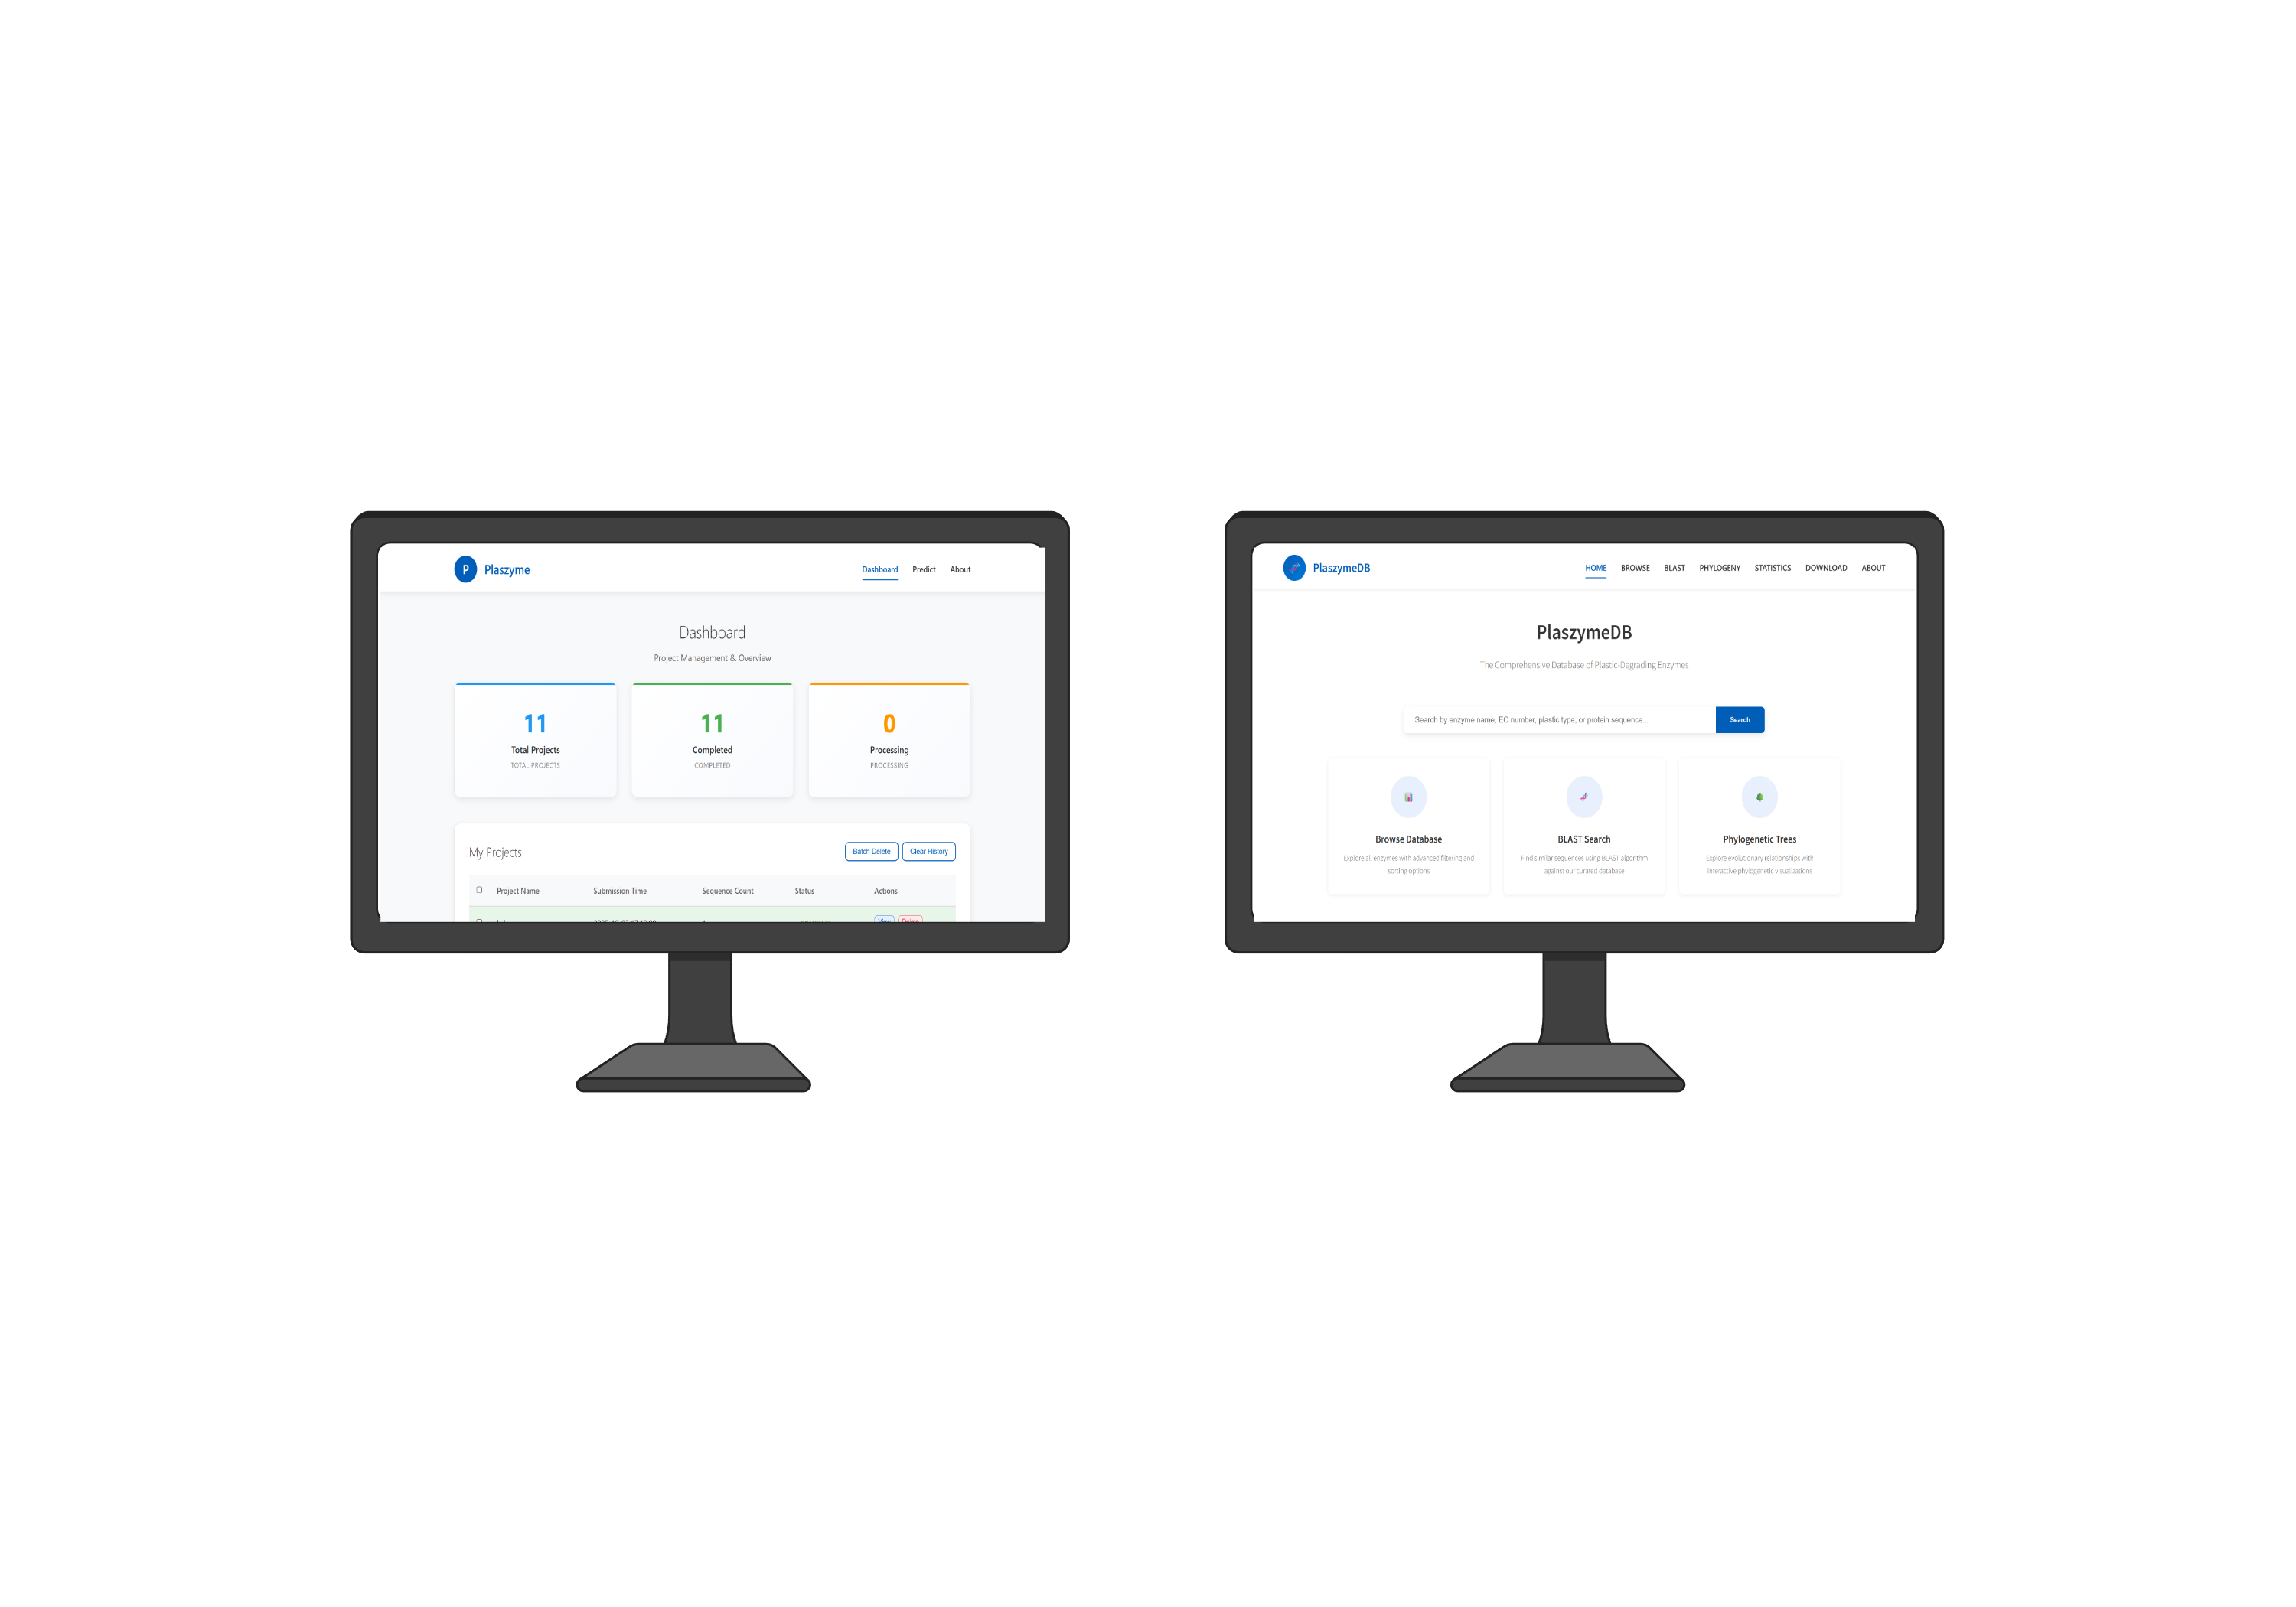 P Plaszyme
Dashboard Predict About
Dashboard
Project Management & Overview
11
Total Projects
TOTAL PROJECTS
11
Completed
COMPLETED
0
Processing
PROCESSING
My Projects
Batch Delete Clear History
Project Name Submission Time Sequence Count Status Actions
View Delete
PlaszymeDB
HOME BROWSE BLAST PHYLOGENY STATISTICS DOWNLOAD ABOUT
PlaszymeDB
The Comprehensive Database of Plastic-Degrading Enzymes
Search by enzyme name, EC number, plastic type, or protein sequence...
Search
Browse Database
Explore all enzymes with advanced filtering and
sorting options
BLAST Search
Find similar sequences using BLAST algorithm
against our curated database
Phylogenetic Trees
Explore evolutionary relationships with
interactive phylogenetic visualizations